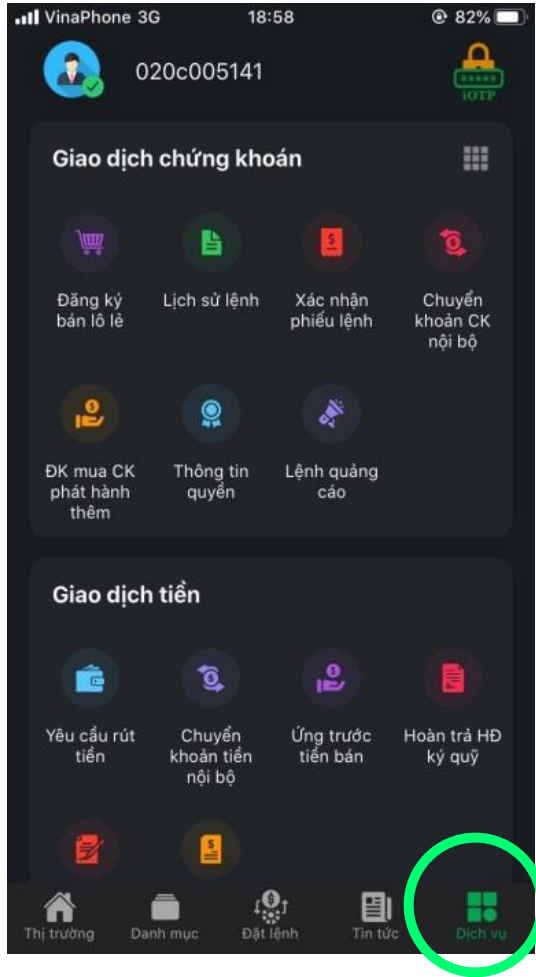 VinaPhone 3G 18:58 82%
020c005141
*****
iOTP
Giao dịch chứng khoán
$
Đăng ký Lịch sử lệnh Xác nhận Chuyển
bán lô lẻ phiếu lệnh khoản CK
nội bộ
ĐK mua CK Thông tin Lệnh quảng
phát hành quyền cáo
thêm
Giao dịch tiền
Yêu cầu rút Chuyển Ứng trước Hoàn trả HĐ
tiền khoản tiền tiền bán ký quỹ
nội bộ
$
Thị trường Danh mục Đặt lệnh Tin tức Dịch vụ